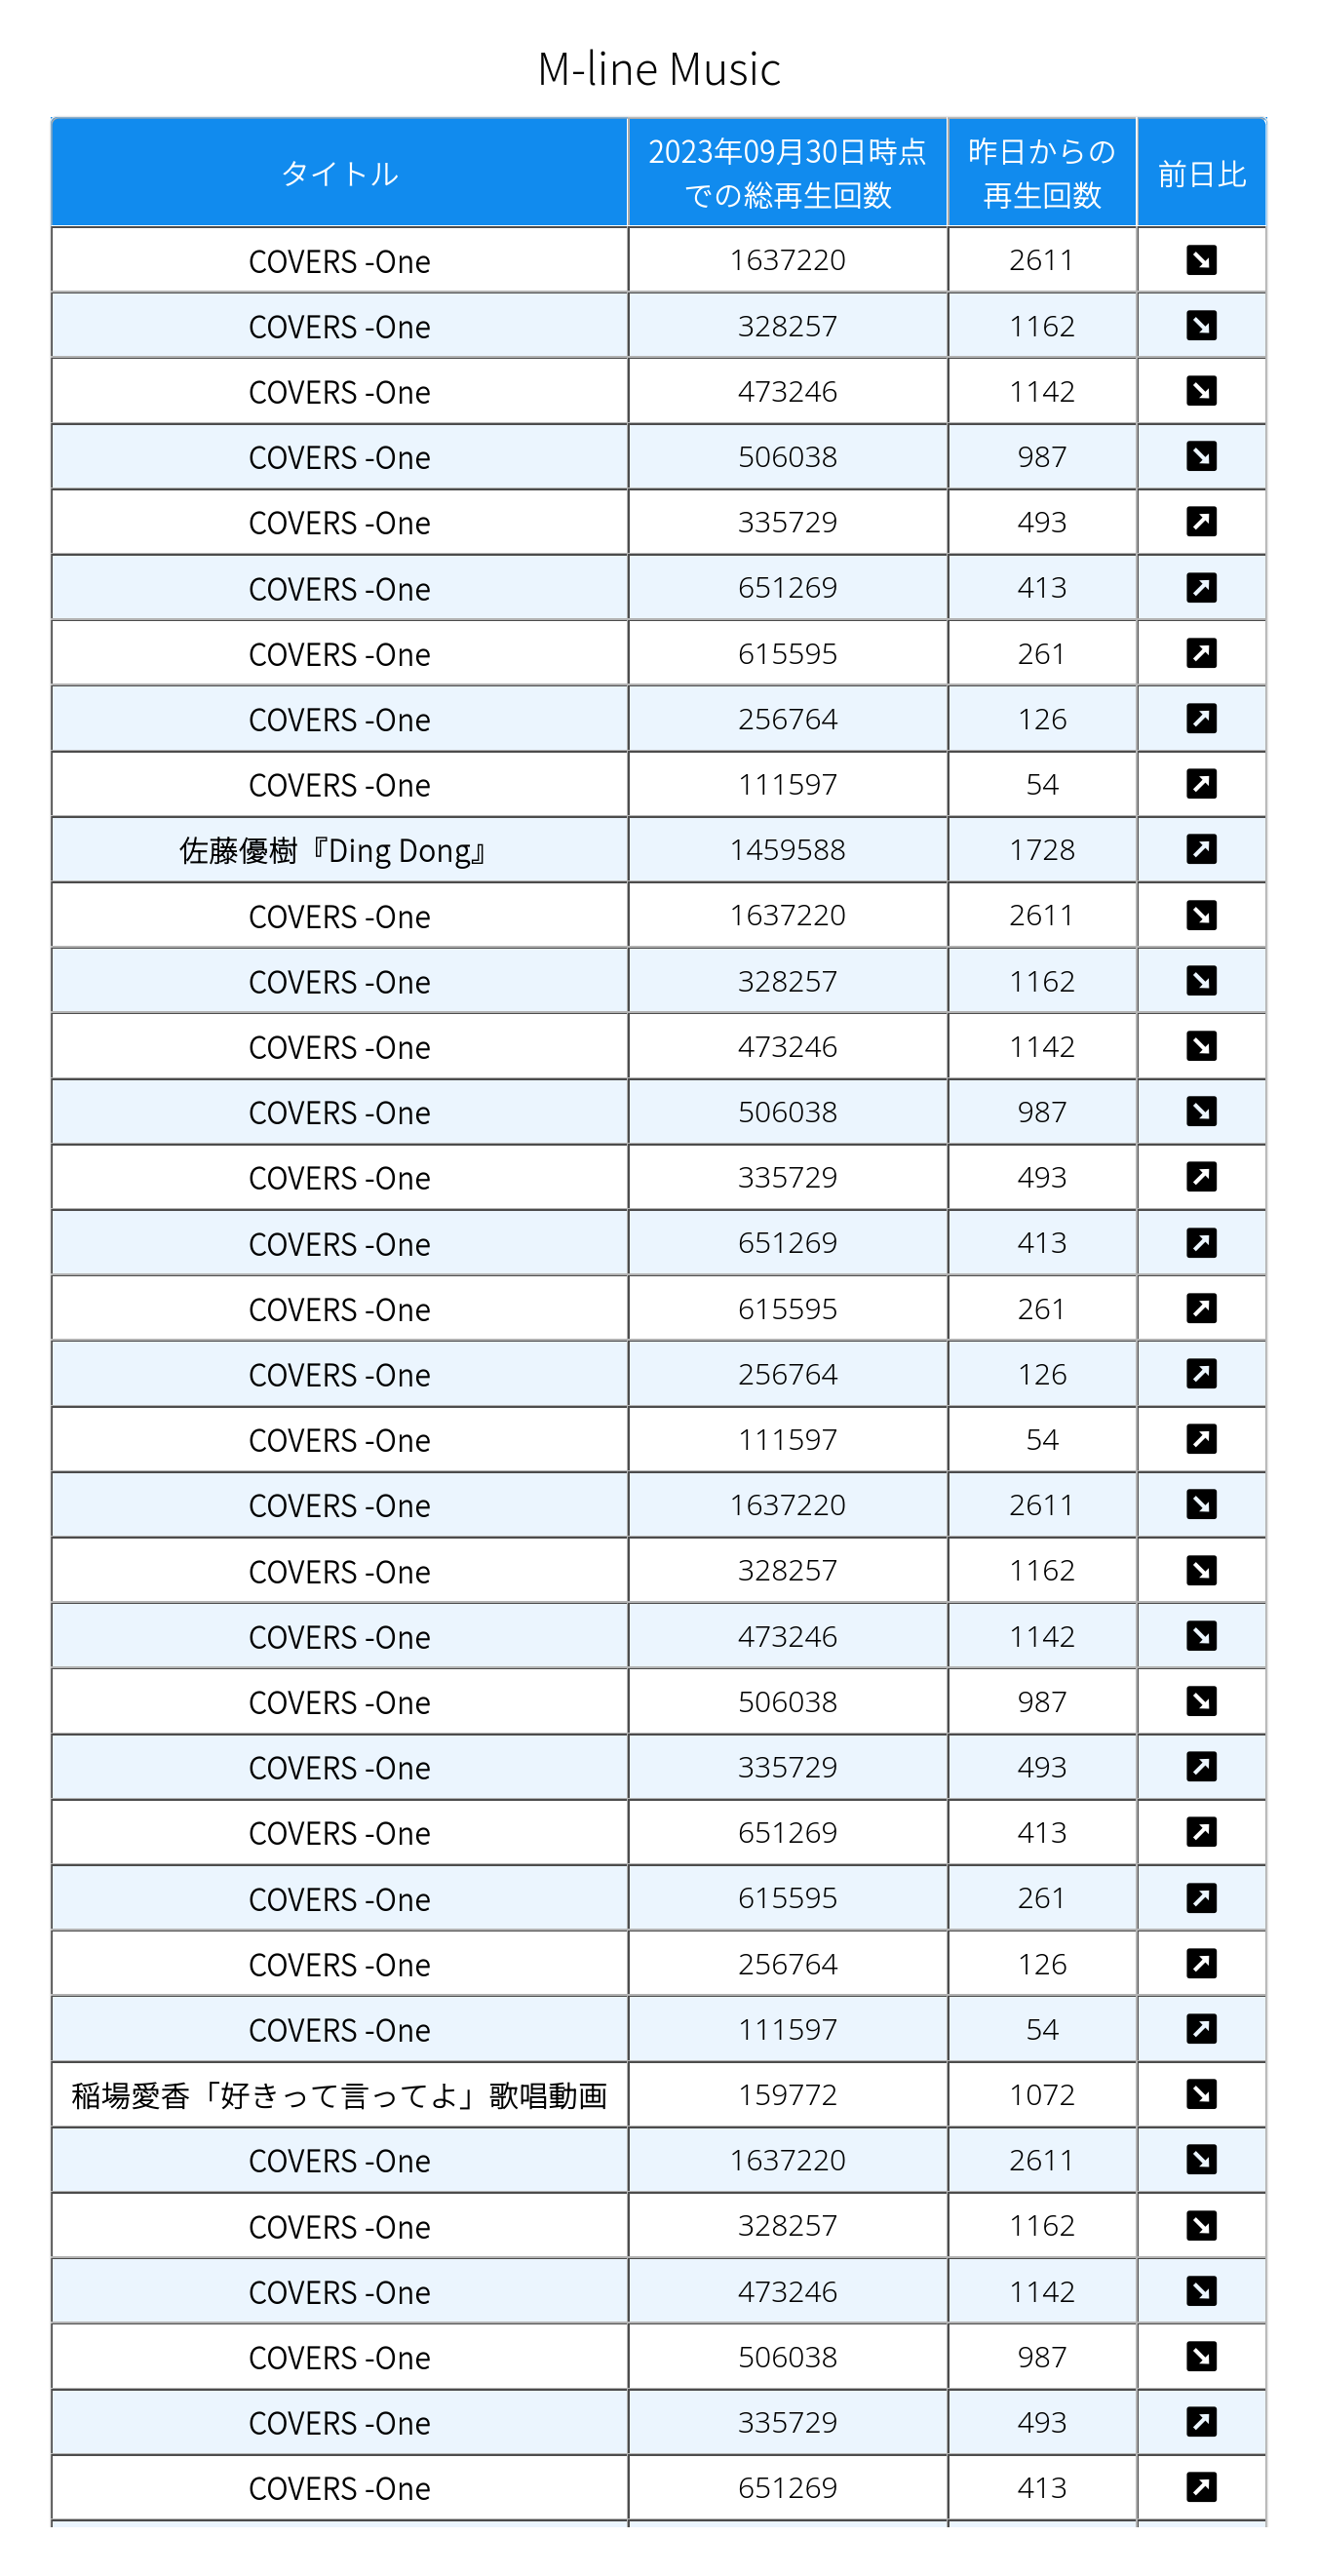 M-line Music
タイトル 2023年09月30日時点 昨日からの 前日比
での総再生回数 再生回数
COVERS -One 1637220 2611 ↘
COVERS -One 328257 1162 ↘
COVERS -One 473246 1142 ↘
COVERS -One 506038 987 ↘
COVERS -One 335729 493 ↗
COVERS -One 651269 413 ↗
COVERS -One 615595 261 ↗
COVERS -One 256764 126 ↗
COVERS -One 111597 54 ↗
佐藤優樹『Ding Dong』 1459588 1728 ↗
COVERS -One 1637220 2611 ↘
COVERS -One 328257 1162 ↘
COVERS -One 473246 1142 ↘
COVERS -One 506038 987 ↘
COVERS -One 335729 493 ↗
COVERS -One 651269 413 ↗
COVERS -One 615595 261 ↗
COVERS -One 256764 126 ↗
COVERS -One 111597 54 ↗
COVERS -One 1637220 2611 ↘
COVERS -One 328257 1162 ↘
COVERS -One 473246 1142 ↘
COVERS -One 506038 987 ↘
COVERS -One 335729 493 ↗
COVERS -One 651269 413 ↗
COVERS -One 615595 261 ↗
COVERS -One 256764 126 ↗
COVERS -One 111597 54 ↗
稲場愛香「好きって言ってよ」歌唱動画 159772 1072 ↘
COVERS -One 1637220 2611 ↘
COVERS -One 328257 1162 ↘
COVERS -One 473246 1142 ↘
COVERS -One 506038 987 ↘
COVERS -One 335729 493 ↗
COVERS -One 651269 413 ↗